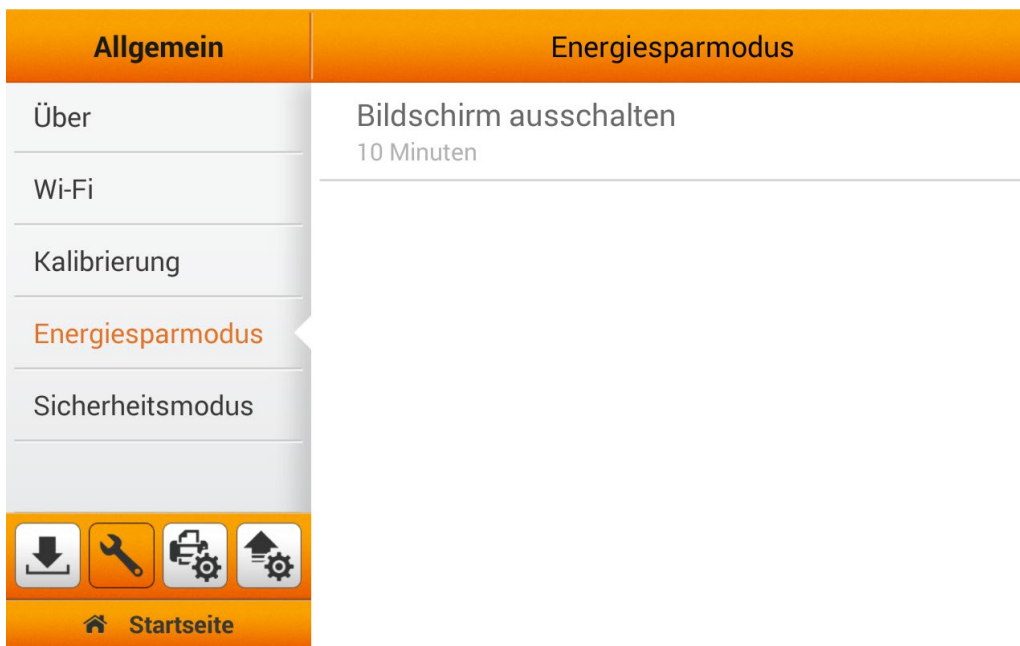 Allgemein
Energiesparmodus
Über
Wi-Fi
Kalibrierung
Energiesparmodus
Sicherheitsmodus
Startseite
Bildschirm ausschalten
10 Minuten